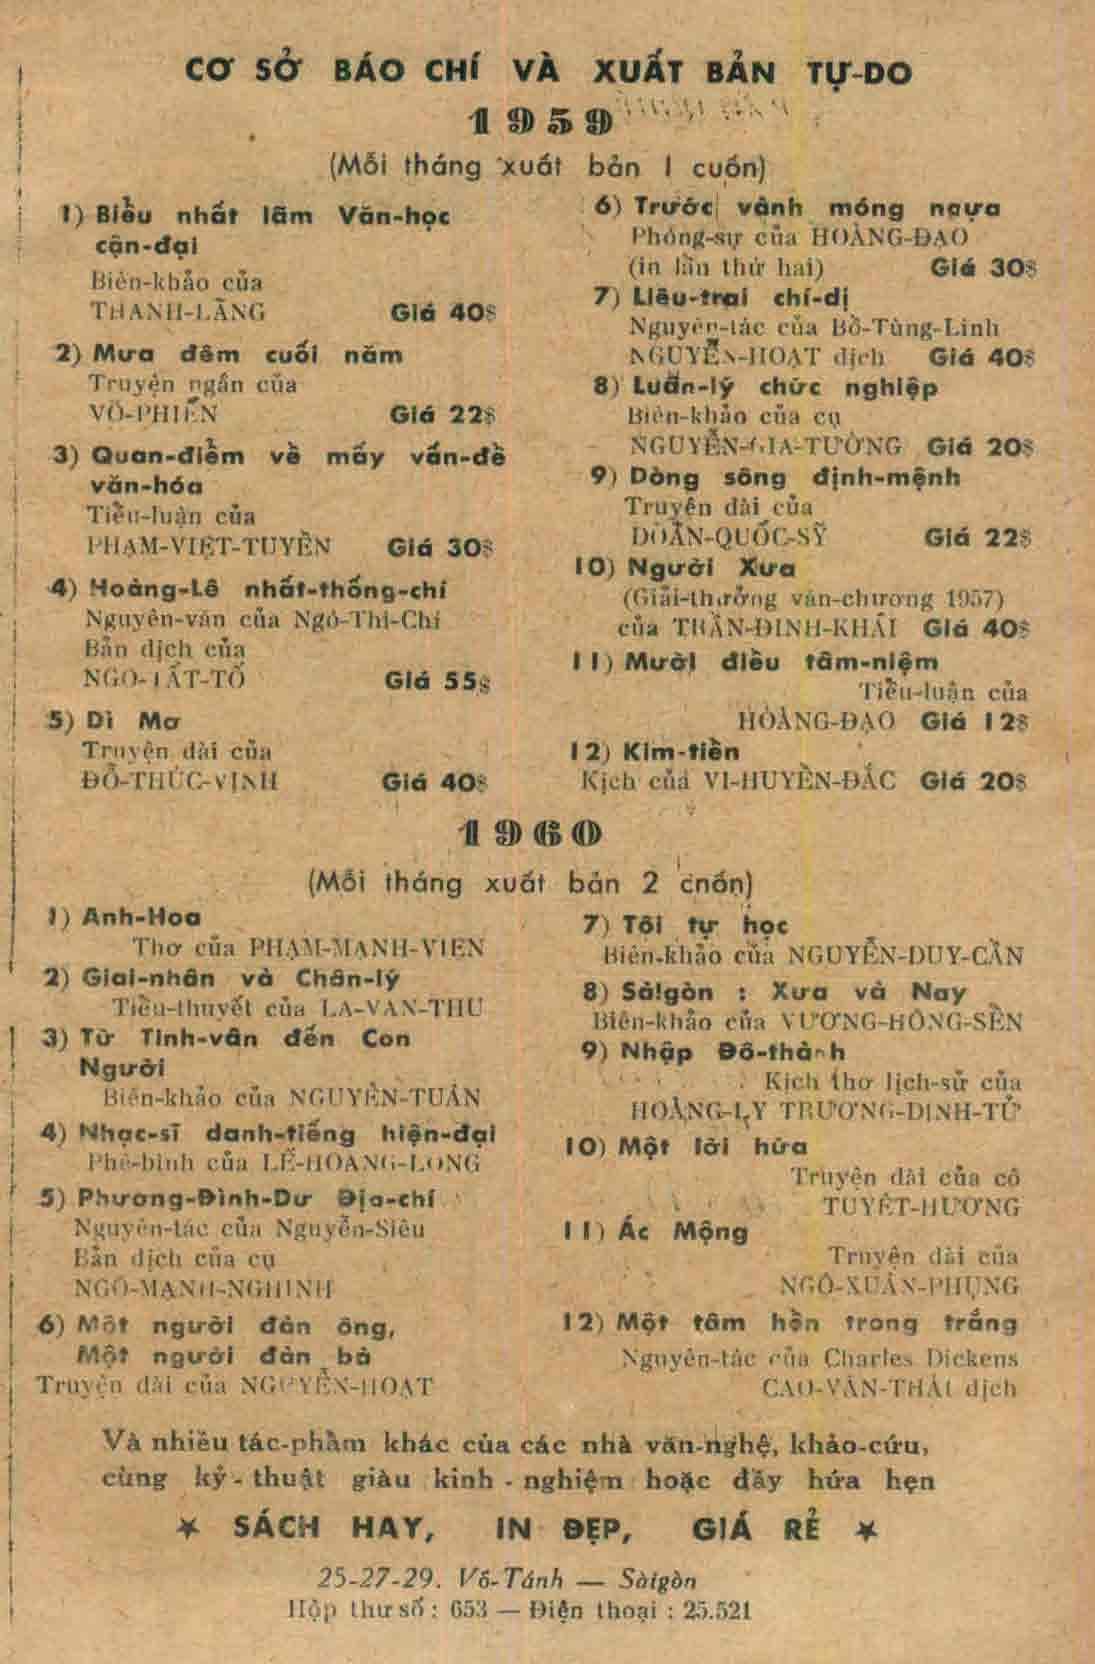 CƠ SỞ BÁO CHÍ VÀ XUẤT BẢN TỰ-DO
1959
(Mỗi tháng xuất bản 1 cuốn)
1) Biểu nhất lãm Văn-học
cận-đại
Biên-khảo của
THANH-LÃNG Giá 40$
2) Mưa đêm cuối năm
Truyện ngắn của
VÕ-PHIẾN Giá 22$
3) Quan-điểm về mấy vấn-đề
văn-hóa
Tiểu-luận của
PHẠM-VIỆT-TUYỀN Giá 30$
4) Hoàng-Lê nhất-thống-chí
Nguyên-văn của Ngô-Thì-Chí
Bản dịch của
NGÔ-TẤT-TỐ Giá 55$
5) Dì Mơ
Truyện dài của
ĐỖ-THÚC-VỊNH Giá 40$
6) Trước vành móng ngựa
Phóng-sự của HOÀNG-ĐẠO
(in lần thứ hai) Giá 30$
7) Liêu-trai chí-dị
Nguyên-tác của Bồ-Tùng-Linh
NGUYỄN-HOẠT dịch Giá 40$
8) Luân-lý chức nghiệp
Biên-khảo của cụ
NGUYỄN-GIA-TƯỜNG Giá 20$
9) Dòng sông định-mệnh
Truyện dài của
DOÃN-QUỐC-SỸ Giá 22$
10) Người Xưa
(Giải-thưởng văn-chương 1957)
của TRẦN-ĐÌNH-KHẢI Giá 40$
11) Mười điều tâm-niệm
Tiểu-luận của
HOÀNG-ĐẠO Giá 12$
12) Kim-tiền
Kịch của VI-HUYỀN-ĐẮC Giá 20$
1960
(Mỗi tháng xuất bản 2 cnốn)
1) Anh-Hoa
Thơ của PHẠM-MẠNH-VIỆN
2) Giai-nhân và Chân-lý
Tiểu-thuyết của LÃ-VĂN-THU
3) Từ Tinh-vân đến Con
Người
Biên-khảo của NGUYỄN-TUÂN
4) Nhạc-sĩ danh-tiếng hiện-đại
Phê-bình của LÊ-HOÀNG-LONG
5) Phương-Đình-Dư Địa-chí
Nguyên-tác của Nguyễn-Siêu
Bản dịch của cụ
NGÔ-MẠNH-NGHINH
6) Một người đàn ông,
Một người đàn bà
Truyện dài của NGUYỄN-HOẠT
7) Tôi tự học
Biên-khảo của NGUYỄN-DUY-CẦN
8) Sàigòn : Xưa và Nay
Biên-khảo của VƯƠNG-HỒNG-SỂN
9) Nhập Đô-thành
Kịch thơ lịch-sử của
HOÀNG-LY TRƯƠNG-ĐỊNH-TỬ
10) Một lời hứa
Truyện dài của cô
TUYẾT-HƯƠNG
11) Ác Mộng
Truyện dài của
NGÔ-XUÂN-PHỤNG
12) Một tâm hồn trong trắng
Nguyên-tác của Charles Dickens
CAO-VĂN-THÁI dịch
Và nhiều tác-phẩm khác của các nhà văn-nghệ, khảo-cứu,
cùng kỹ-thuật giàu kinh-nghiệm hoặc đầy hứa hẹn
★ SÁCH HAY, IN ĐẸP, GIÁ RẺ ★
25-27-29. Võ-Tánh — Sàigòn
Hộp thư số : 653 — Điện thoại : 25.521